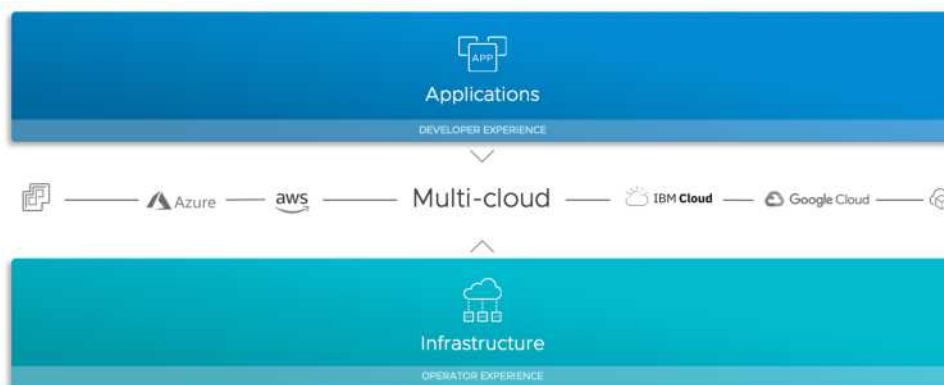 APP
Applications
DEVELOPER EXPERIENCE
Azure aws Multi-cloud IBM Cloud Google Cloud
Infrastructure
OPERATOR EXPERIENCE